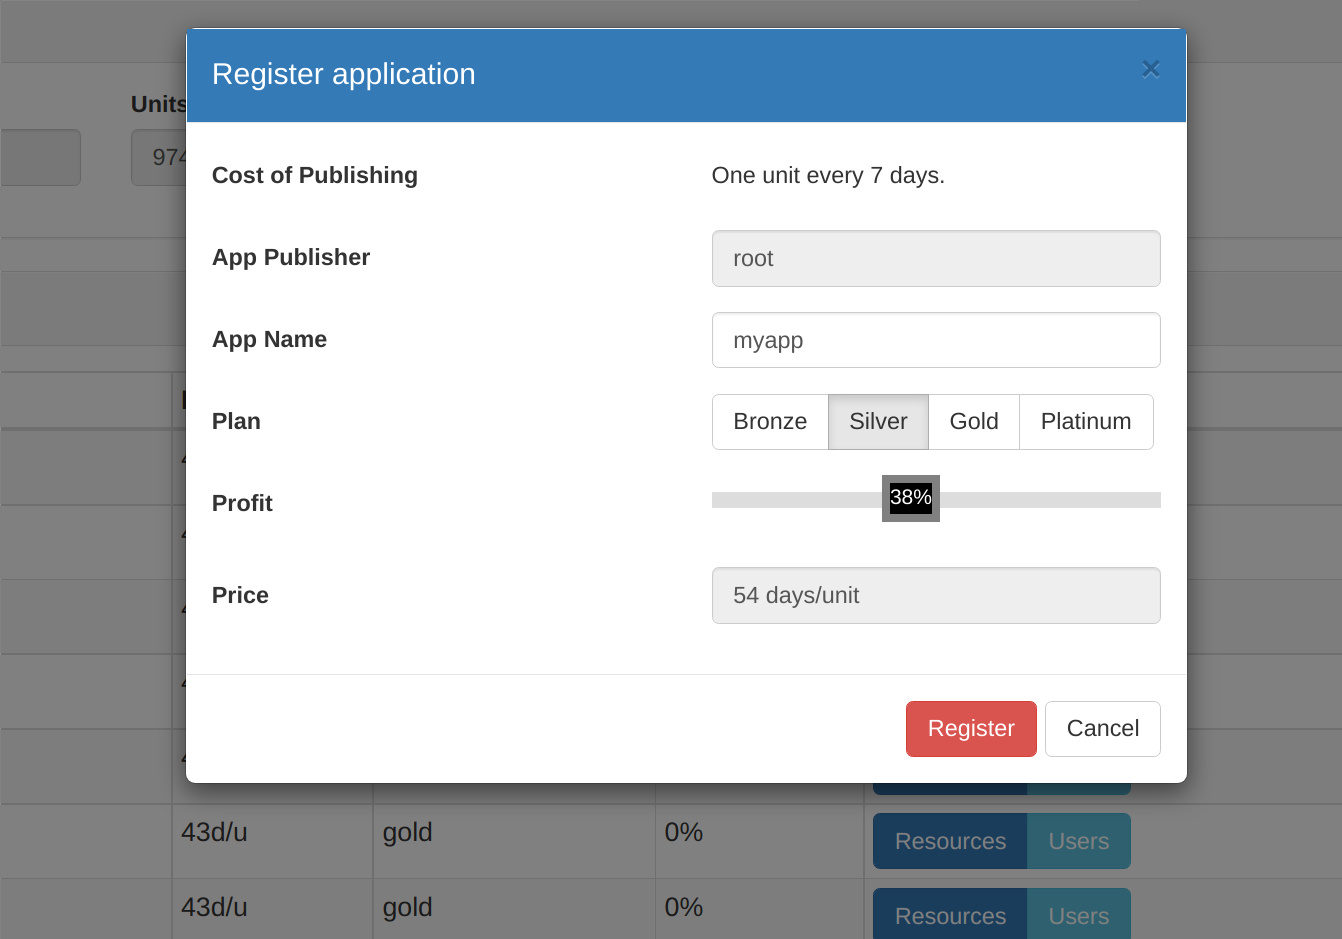 Register application
×
Units
974
Cost of Publishing One unit every 7 days.
App Publisher root
App Name myapp
Plan Bronze Silver Gold Platinum
Profit 38%
Price 54 days/unit
Register Cancel
43d/u gold 0% Resources Users
43d/u gold 0% Resources Users